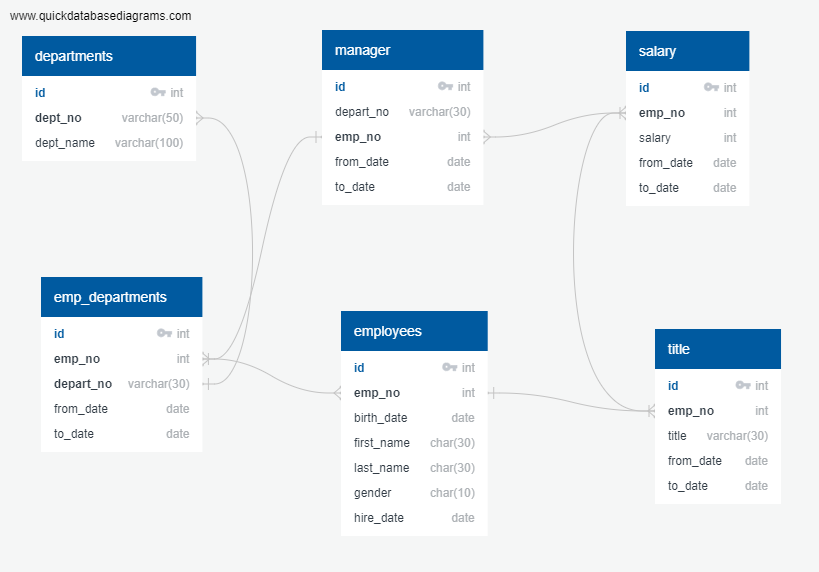 www.quickdatabasediagrams.com
departments
id int
dept_no varchar(50)
dept_name varchar(100)
manager
id int
depart_no varchar(30)
emp_no int
from_date date
to_date date
salary
id int
emp_no int
salary int
from_date date
to_date date
emp_departments
id int
emp_no int
depart_no varchar(30)
from_date date
to_date date
employees
id int
emp_no int
birth_date date
first_name char(30)
last_name char(30)
gender char(10)
hire_date date
title
id int
emp_no int
title varchar(30)
from_date date
to_date date